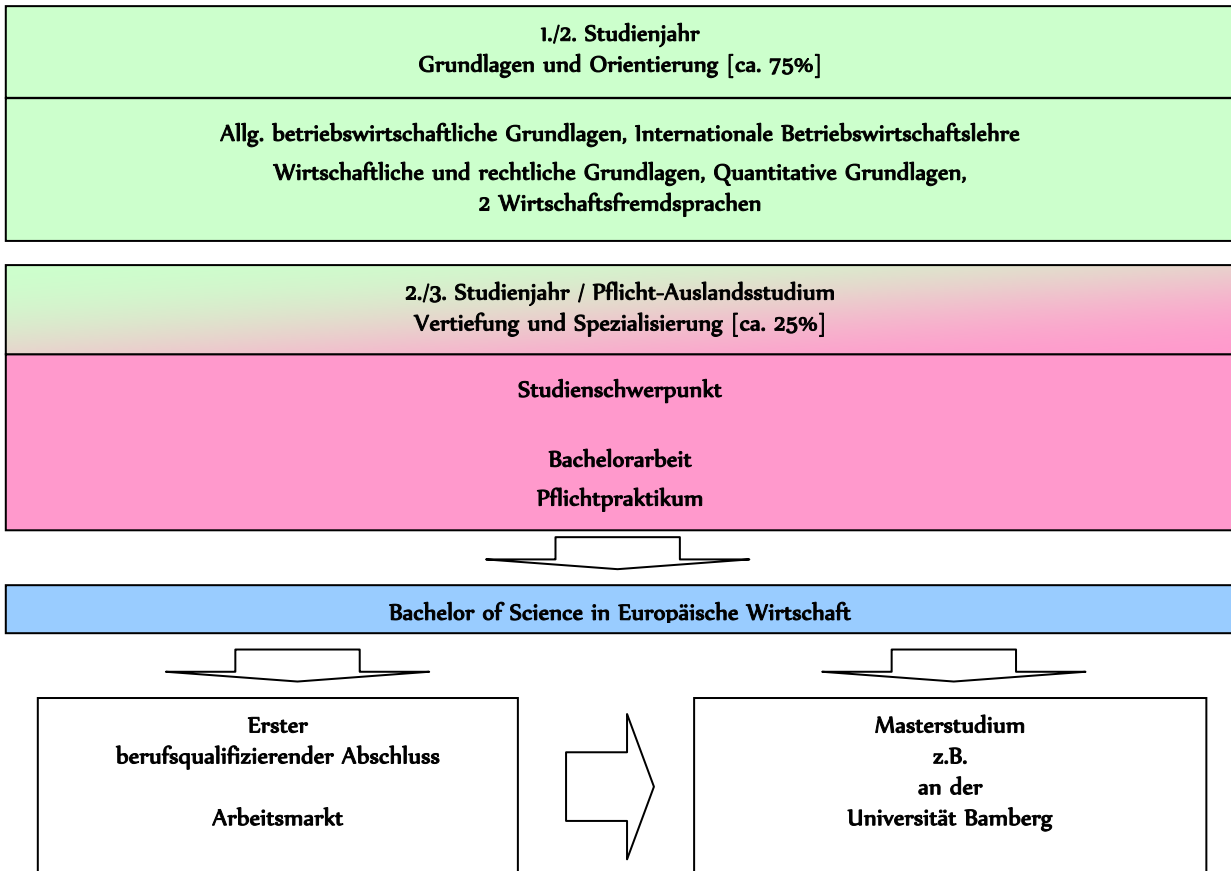 1./2. Studienjahr
Grundlagen und Orientierung [ca. 75%]
Allg. betriebswirtschaftliche Grundlagen, Internationale Betriebswirtschaftslehre
Wirtschaftliche und rechtliche Grundlagen, Quantitative Grundlagen,
2 Wirtschaftsfremdsprachen
2./3. Studienjahr / Pflicht-Auslandsstudium
Vertiefung und Spezialisierung [ca. 25%]
Studienschwerpunkt
Bachelorarbeit
Pflichtpraktikum
Bachelor of Science in Europäische Wirtschaft
Erster
berufsqualifizierender Abschluss
Arbeitsmarkt
Masterstudium
z.B.
an der
Universität Bamberg